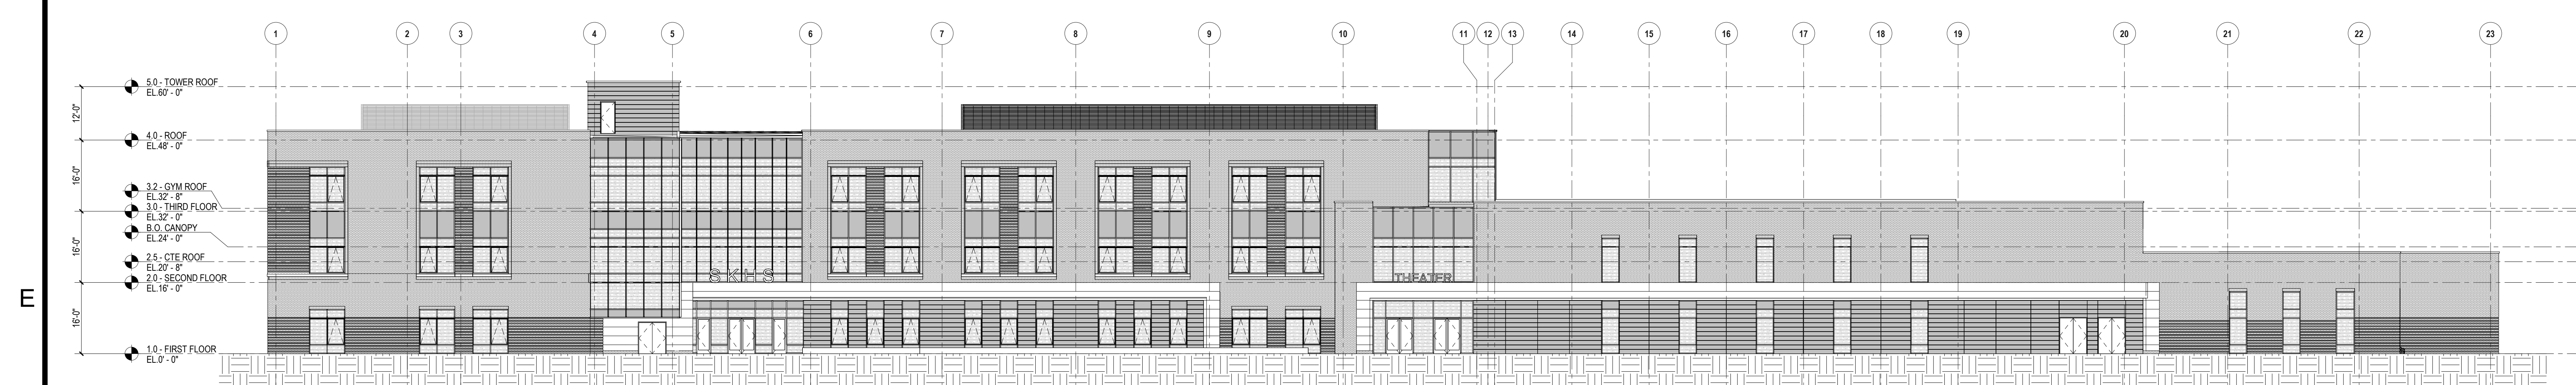 1 2 3 4 5 6 7 8 9 10 11 12 13 14 15 16 17 18 19 20 21 22 23
5.0 - TOWER ROOF
EL.60' - 0"
12'-0"
4.0 - ROOF
EL.48' - 0"
16'-0"
3.2 - GYM ROOF
EL.32' - 8"
3.0 - THIRD FLOOR
EL.32' - 0"
B.O. CANOPY
EL.24' - 0"
16'-0"
2.5 - CTE ROOF
EL.20' - 8"
2.0 - SECOND FLOOR
EL.16' - 0"
S K H S
THEATER
E
16'-0"
1.0 - FIRST FLOOR
EL.0' - 0"